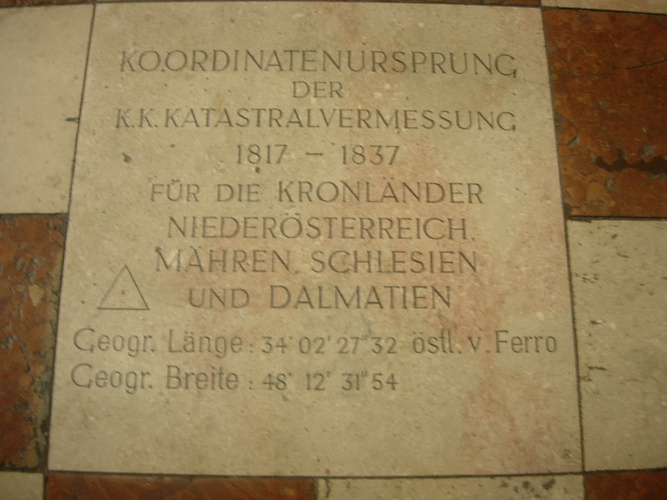 KOORDINATENURSPRUNG
DER
K.K. KATASTRALVERMESSUNG
1817 – 1837
FÜR DIE KRONLÄNDER
NIEDERÖSTERREICH,
MÄHREN, SCHLESIEN
UND DALMATIEN
Geogr. Länge : 34° 02' 27"32 östl. v. Ferro
Geogr. Breite : 48° 12' 31"54